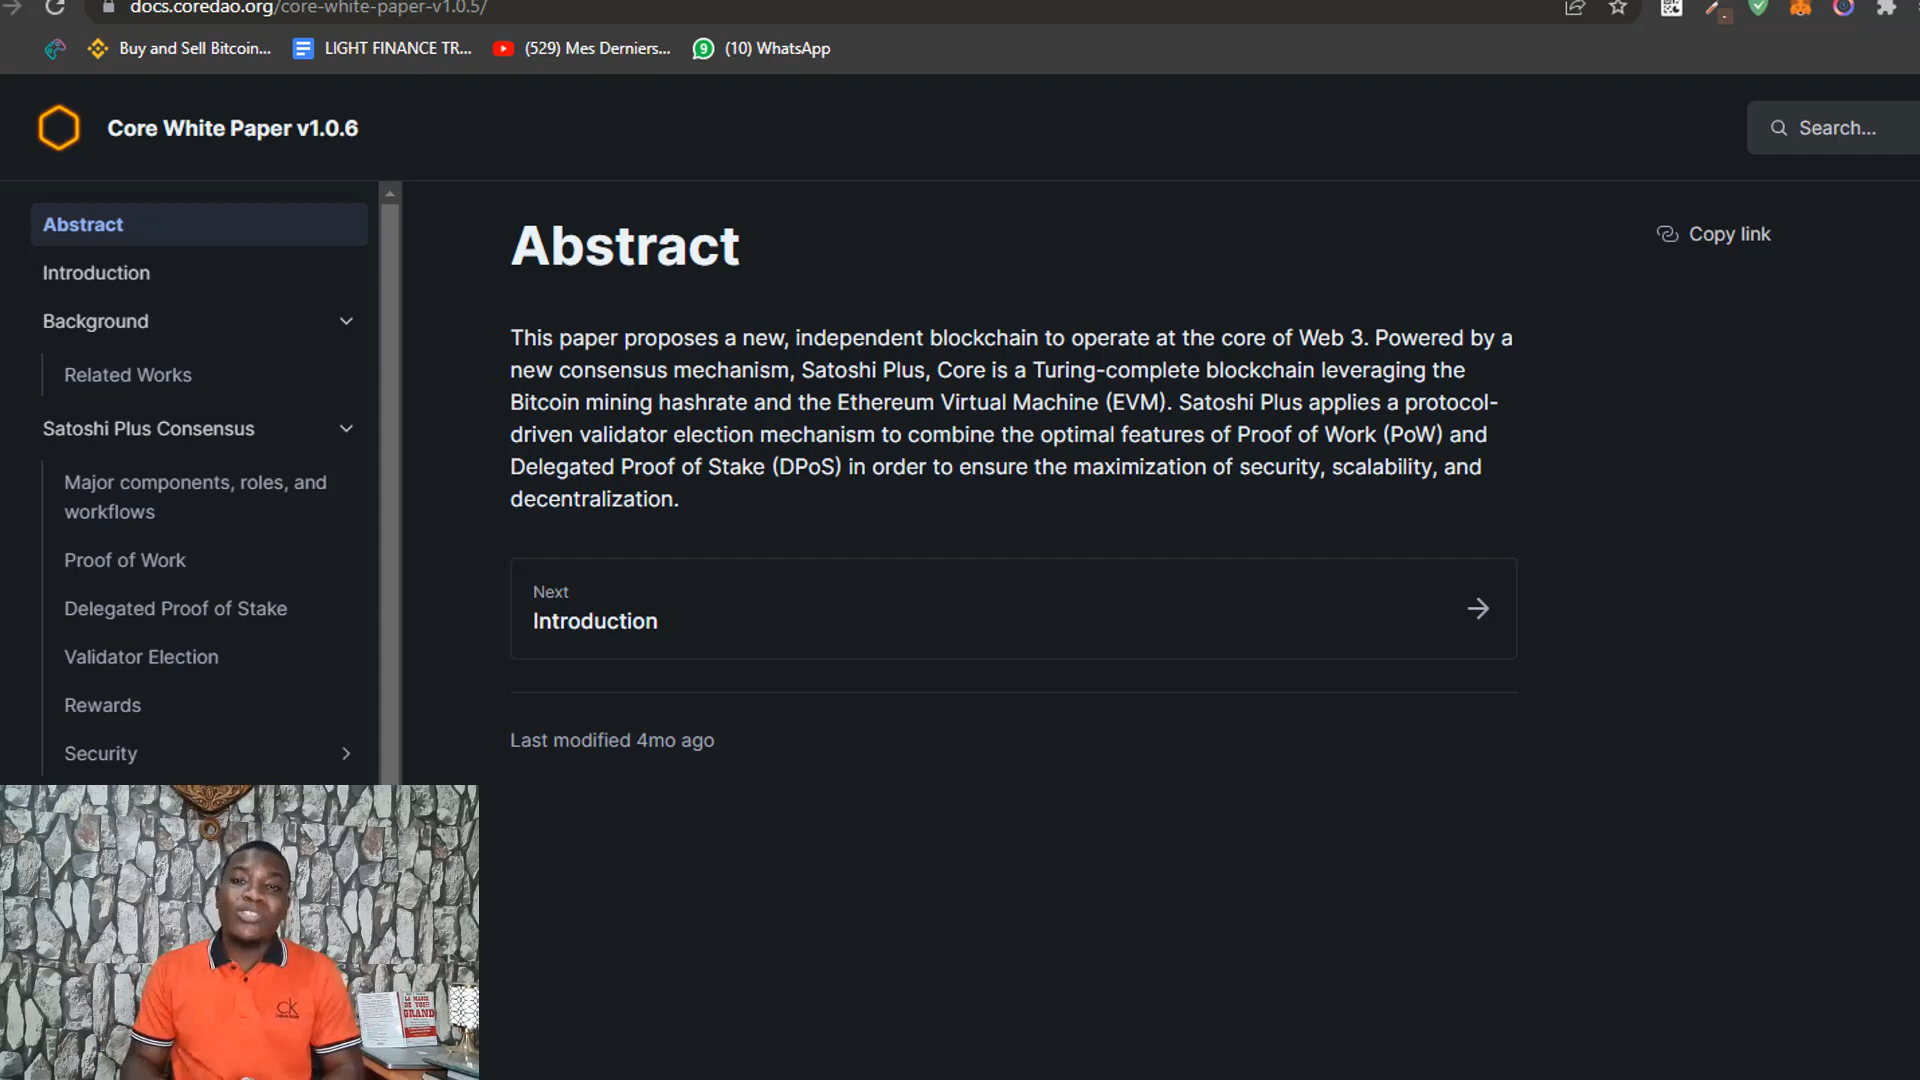 docs.coredao.org/core-white-paper-v1.0.5/
Buy and Sell Bitcoin...
LIGHT FINANCE TR...
(529) Mes Derniers...
9
(10) WhatsApp
Core White Paper v1.0.6
Search...
Abstract
Introduction
Background
Related Works
Satoshi Plus Consensus
Major components, roles, and
workflows
Proof of Work
Delegated Proof of Stake
Validator Election
Rewards
Security
Abstract
Copy link
This paper proposes a new, independent blockchain to operate at the core of Web 3. Powered by a
new consensus mechanism, Satoshi Plus, Core is a Turing-complete blockchain leveraging the
Bitcoin mining hashrate and the Ethereum Virtual Machine (EVM). Satoshi Plus applies a protocol-
driven validator election mechanism to combine the optimal features of Proof of Work (PoW) and
Delegated Proof of Stake (DPoS) in order to ensure the maximization of security, scalability, and
decentralization.
Next
Introduction
Last modified 4mo ago
ck
LA MAGIE
DE VOIR
GRAND